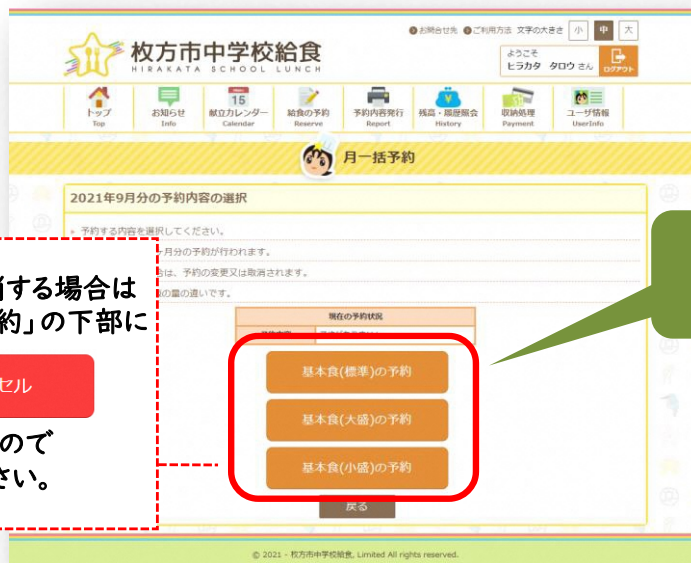 お問合せ先 ご利用方法 文字の大きさ 小 中 大
枚方市中学校給食
HIRAKATA SCHOOL LUNCH
ようこそ
ヒラカタ タロウ さん
ログアウト
トップ お知らせ 献立カレンダー 給食の予約 予約内容発行 残高・履歴照会 収納処理 ユーザ情報
Top Info Calendar Reserve Report History Payment UserInfo
15
月一括予約
2021年9月分の予約内容の選択
予約する内容を選択してください。
ヶ月分の予約が行われます。
は、予約の変更又は取消されます。
の量の違いです。
する場合は
約」の下部に
セル
ので
さい。
現在の予約状況
基本食(標準)の予約
基本食(大盛)の予約
基本食(小盛)の予約
戻る
© 2021 - 枚方市中学校給食, Limited All rights reserved.